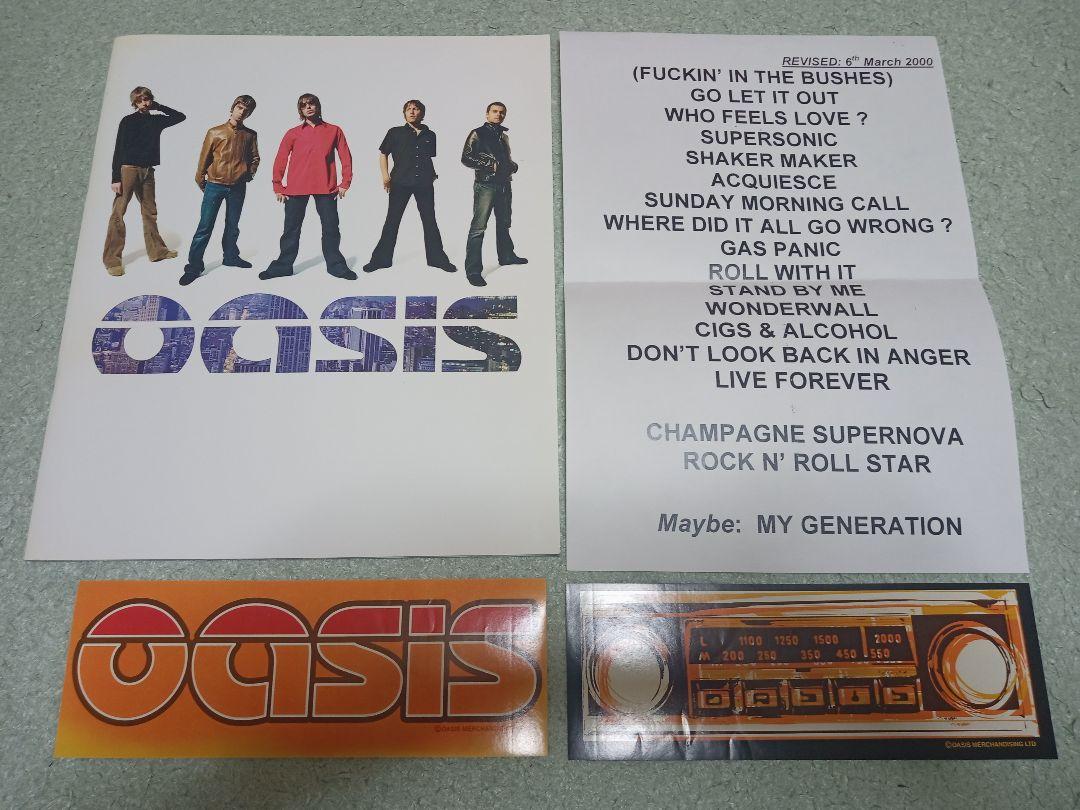 oasis
REVISED: 6th March 2000
(FUCKIN' IN THE BUSHES)
GO LET IT OUT
WHO FEELS LOVE ?
SUPERSONIC
SHAKER MAKER
ACQUIESCE
SUNDAY MORNING CALL
WHERE DID IT ALL GO WRONG ?
GAS PANIC
ROLL WITH IT
STAND BY ME
WONDERWALL
CIGS & ALCOHOL
DON'T LOOK BACK IN ANGER
LIVE FOREVER
CHAMPAGNE SUPERNOVA
ROCK N' ROLL STAR
Maybe: MY GENERATION
oasis
©OASIS MERCHANDISING
L 1100 1250 1500 2000
M 200 250 350 450 550
oasis
©OASIS MERCHANDISING LTD